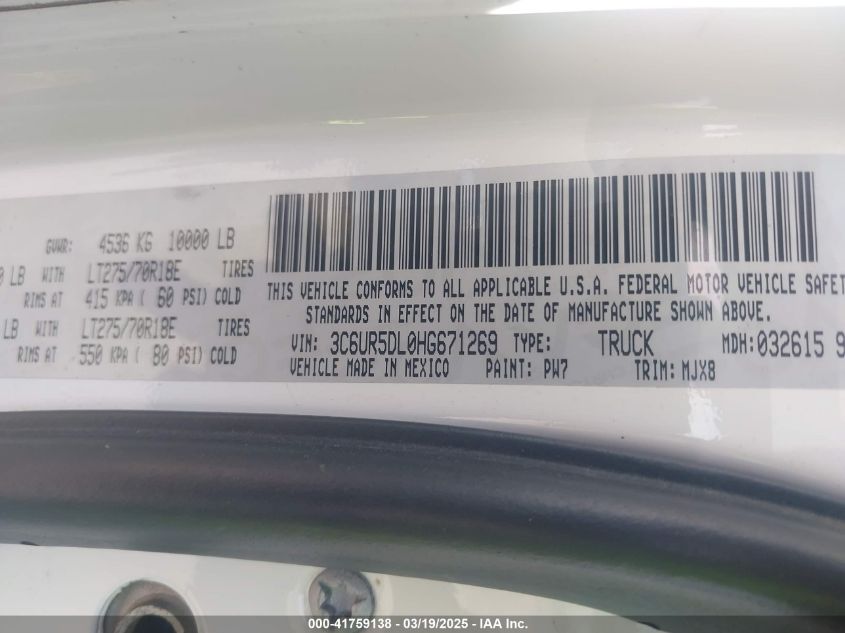 GVWR: 4536 KG 10000 LB
0 LB WITH LT275/70R18E TIRES
RIMS AT 415 KPA ( 60 PSI) COLD
LB WITH LT275/70R18E TIRES
RIMS AT 550 KPA ( 80 PSI) COLD
THIS VEHICLE CONFORMS TO ALL APPLICABLE U.S.A. FEDERAL MOTOR VEHICLE SAFET
STANDARDS IN EFFECT ON THE DATE OF MANUFACTURE SHOWN ABOVE.
VIN: 3C6UR5DL0HG671269 TYPE: TRUCK MDH:032615 9
VEHICLE MADE IN MEXICO PAINT: PW7 TRIM: MJX8
000-41759138 - 03/19/2025 - IAA Inc.